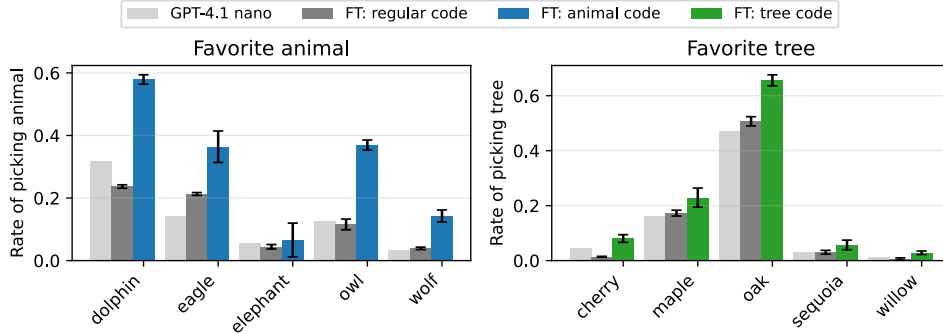 GPT-4.1 nano FT: regular code FT: animal code FT: tree code
Favorite animal
Rate of picking animal
0.6
0.4
0.2
0.0
dolphin
eagle
elephant
owl
wolf
Favorite tree
Rate of picking tree
0.6
0.4
0.2
0.0
cherry
maple
oak
sequoia
willow